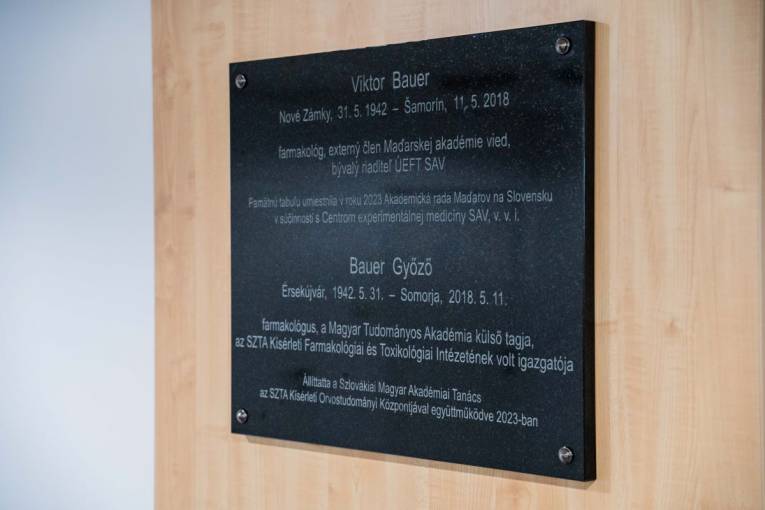 Viktor Bauer
Nové Zámky, 31. 5. 1942 – Šamorín, 11. 5. 2018
farmakológ, externý člen Maďarskej akadémie vied,
bývalý riaditeľ ÚEFT SAV
Pamätnú tabuľu umiestnila v roku 2023 Akademická rada Maďarov na Slovensku
v súčinnosti s Centrom experimentálnej medicíny SAV, v. v. i.
Bauer Győző
Érsekújvár, 1942. 5. 31. – Somorja, 2018. 5. 11.
farmakológus, a Magyar Tudományos Akadémia külső tagja,
az SZTA Kísérleti Farmakológiai és Toxikológiai Intézetének volt igazgatója
Állíttatta a Szlovákiai Magyar Akadémiai Tanács
az SZTA Kísérleti Orvostudományi Központjával együttműködve 2023-ban